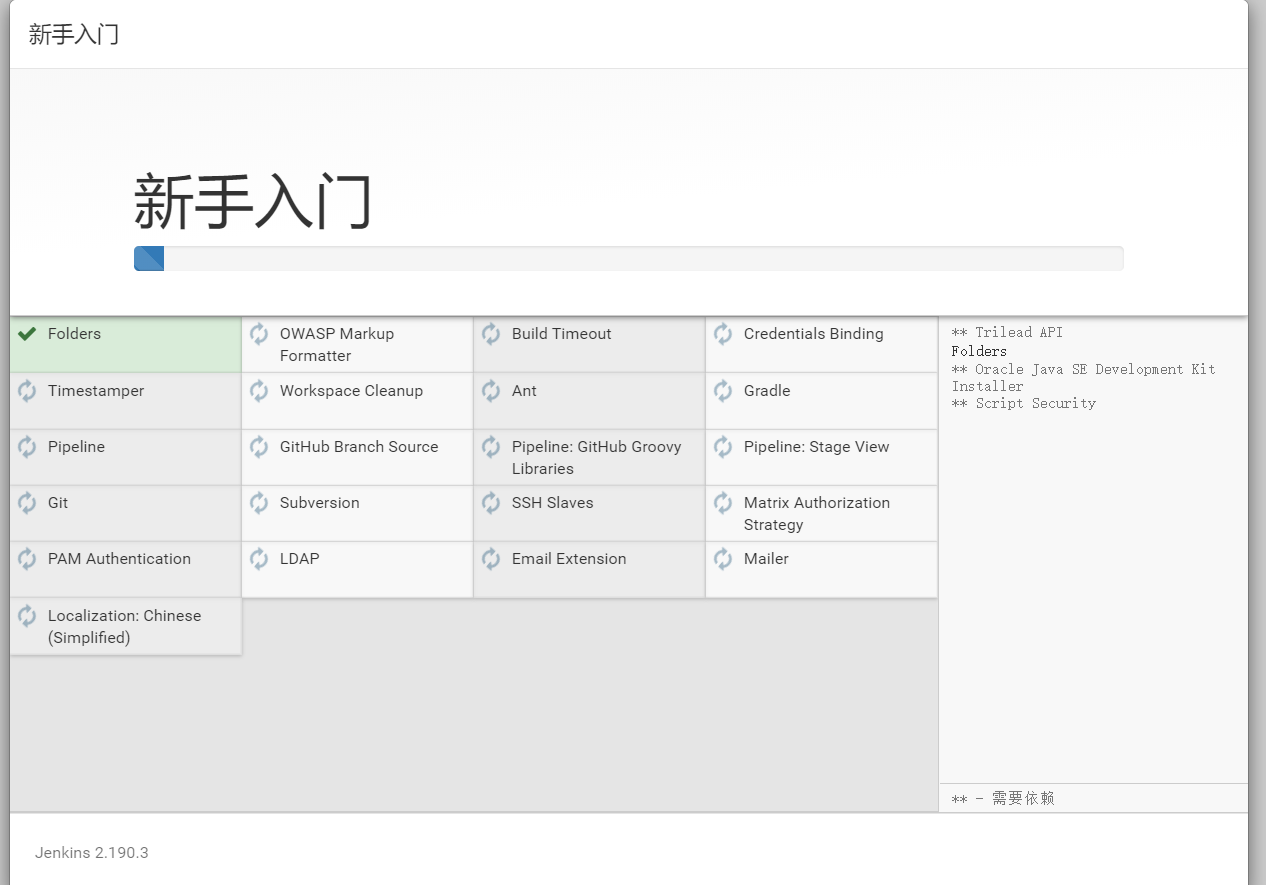 新手入门
新手入门
Folders
OWASP Markup
Formatter
Build Timeout
Credentials Binding
Timestamper
Workspace Cleanup
Ant
Gradle
Pipeline
GitHub Branch Source
Pipeline: GitHub Groovy
Libraries
Pipeline: Stage View
Git
Subversion
SSH Slaves
Matrix Authorization
Strategy
PAM Authentication
LDAP
Email Extension
Mailer
Localization: Chinese
(Simplified)
** Trilead API
Folders
** Oracle Java SE Development Kit
Installer
** Script Security
** - 需要依赖
Jenkins 2.190.3